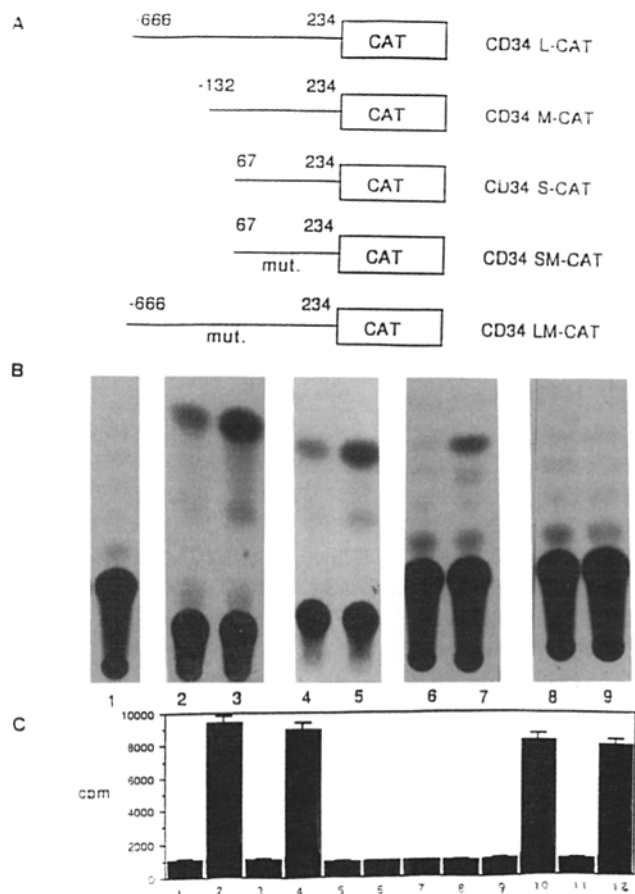 A
-666 234
CAT CD34 L-CAT
-132 234
CAT CD34 M-CAT
67 234
CAT CD34 S-CAT
67 234
mut. CAT CD34 SM-CAT
-666 234
mut. CAT CD34 LM-CAT
B
1 2 3 4 5 6 7 8 9
C
10000
8000
cpm 6000
4000
2000
0
1 2 3 4 5 6 7 8 9 10 11 12